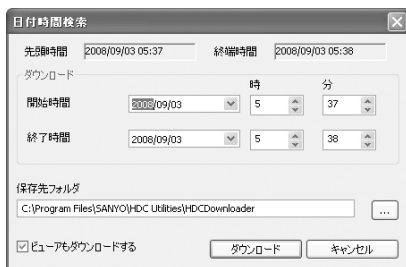 日付時間検索
先頭時間 2008/09/03 05:37 終端時間 2008/09/03 05:38
ダウンロード
時 分
開始時間 2008/09/03 5 37
終了時間 2008/09/03 5 38
保存先フォルダ
C:\Program Files\SANYO\HDC Utilities\HDCDownloader ...
ビューアもダウンロードする ダウンロード キャンセル